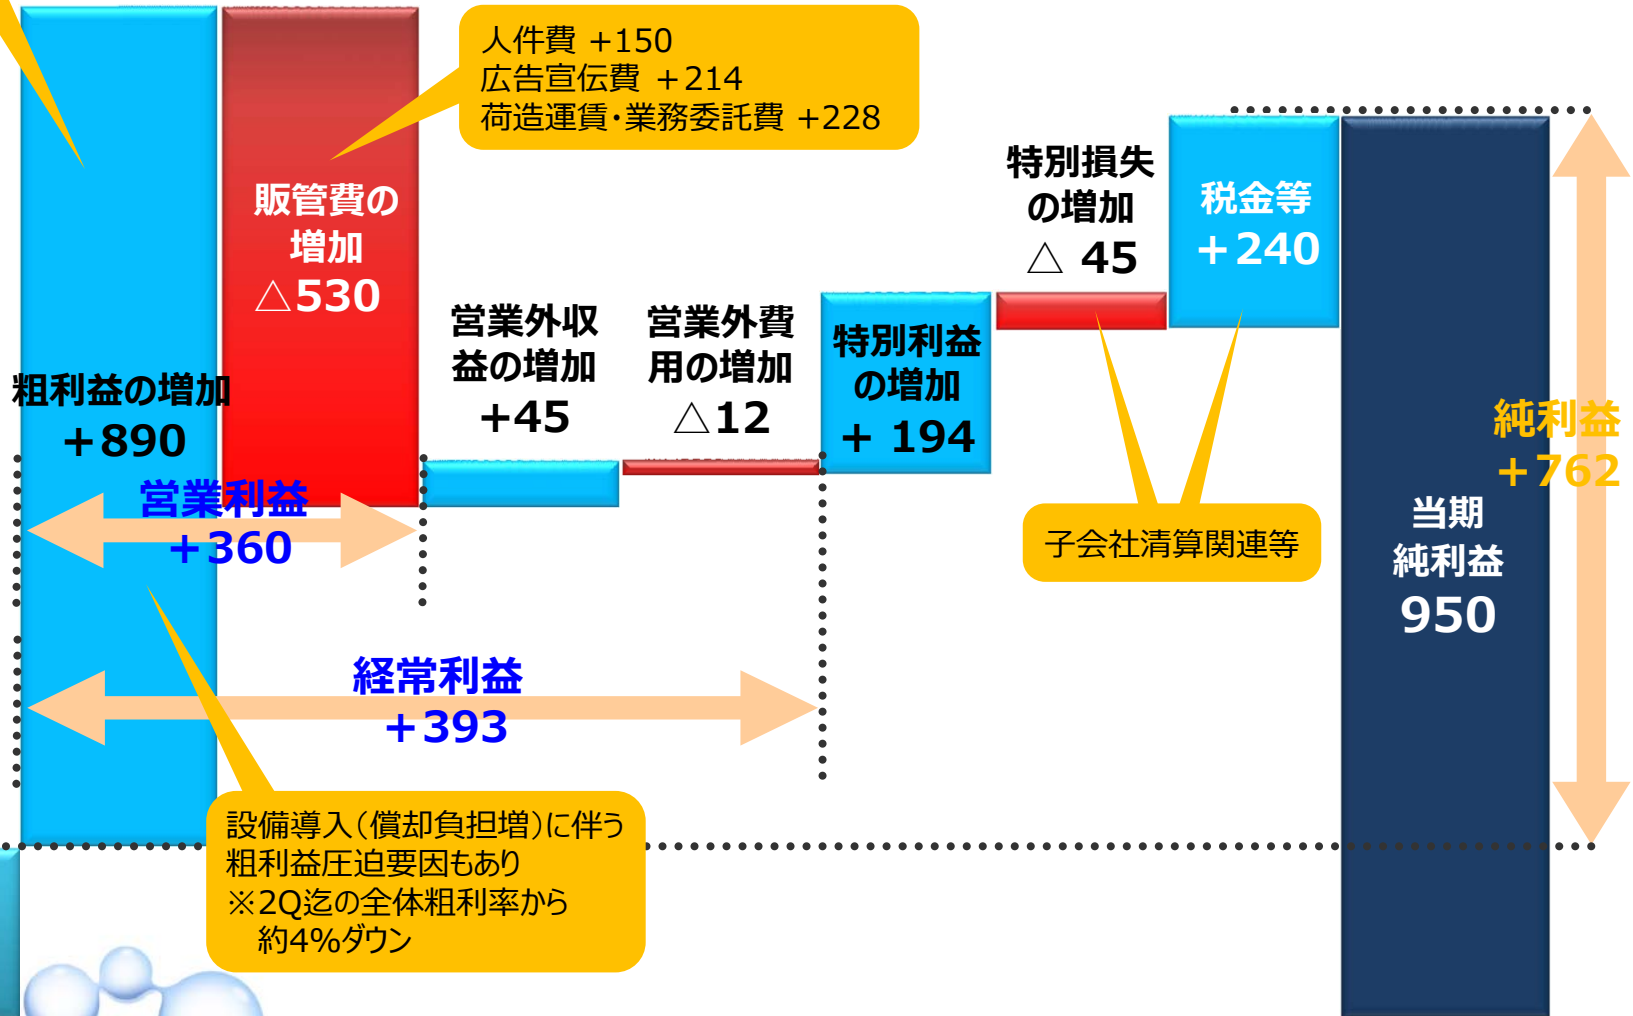 人件費 +150
広告宣伝費 +214
荷造運賃・業務委託費 +228
販管費の
増加
△530
特別損失
の増加
△ 45
税金等
+240
粗利益の増加
+890
営業外収
益の増加
+45
営業外費
用の増加
△12
特別利益
の増加
+ 194
純利益
+762
営業利益
+360
子会社清算関連等
当期
純利益
950
経常利益
+393
設備導入(償却負担増)に伴う
粗利益圧迫要因もあり
※2Q迄の全体粗利率から
約4%ダウン